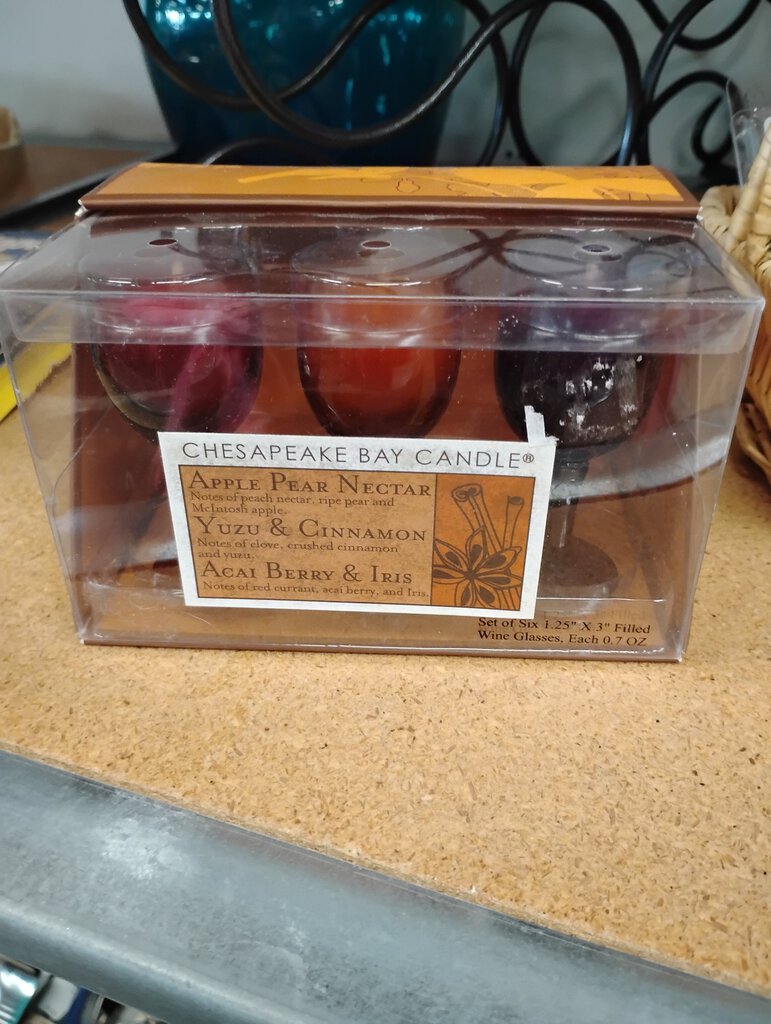 CHESAPEAKE BAY CANDLE®
APPLE PEAR NECTAR
Notes of peach nectar, ripe pear and
McIntosh apple.
YUZU & CINNAMON
Notes of clove, crushed cinnamon
and yuzu.
ACAI BERRY & IRIS
Notes of red currant, acai berry, and Iris.
Set of Six 1.25" X 3" Filled
Wine Glasses, Each 0.7 OZ